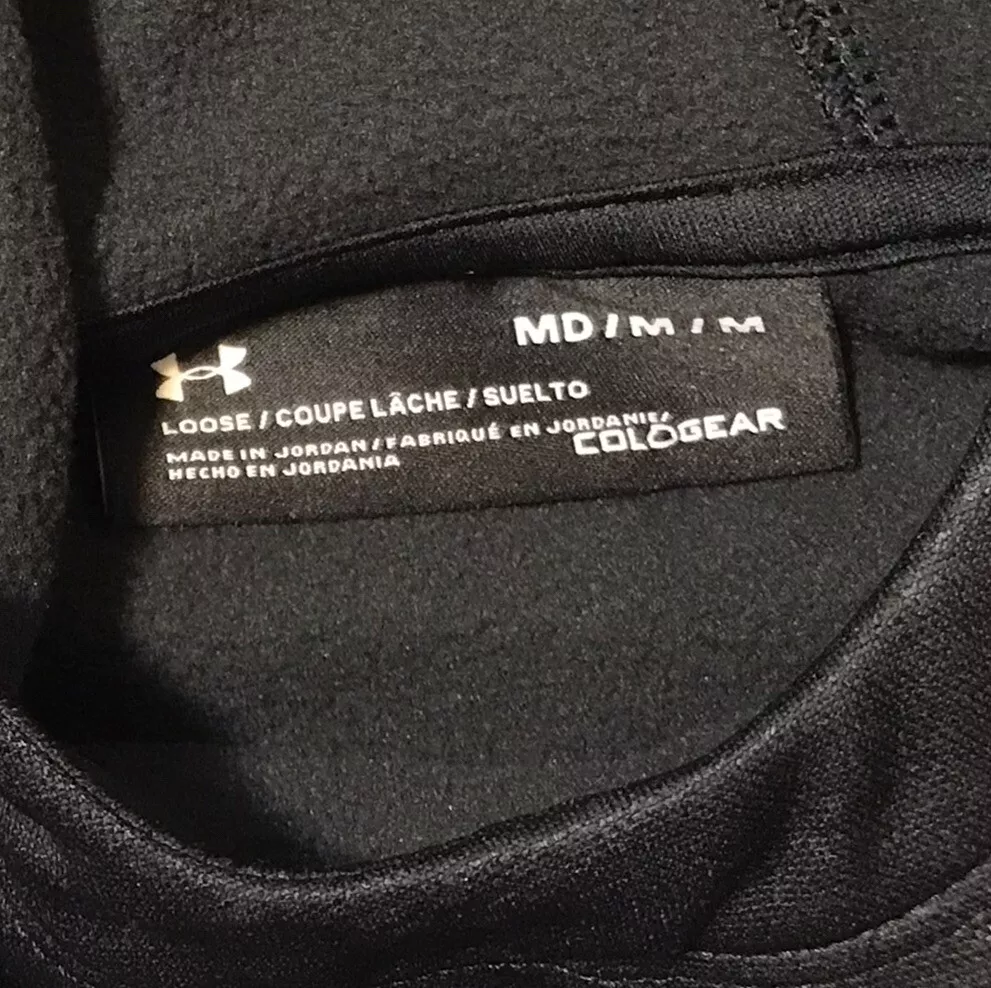 MD / M / M
LOOSE / COUPE LÂCHE / SUELTO
MADE IN JORDAN / FABRIQUÉ EN JORDANIE /
HECHO EN JORDANIA
COLDGEAR